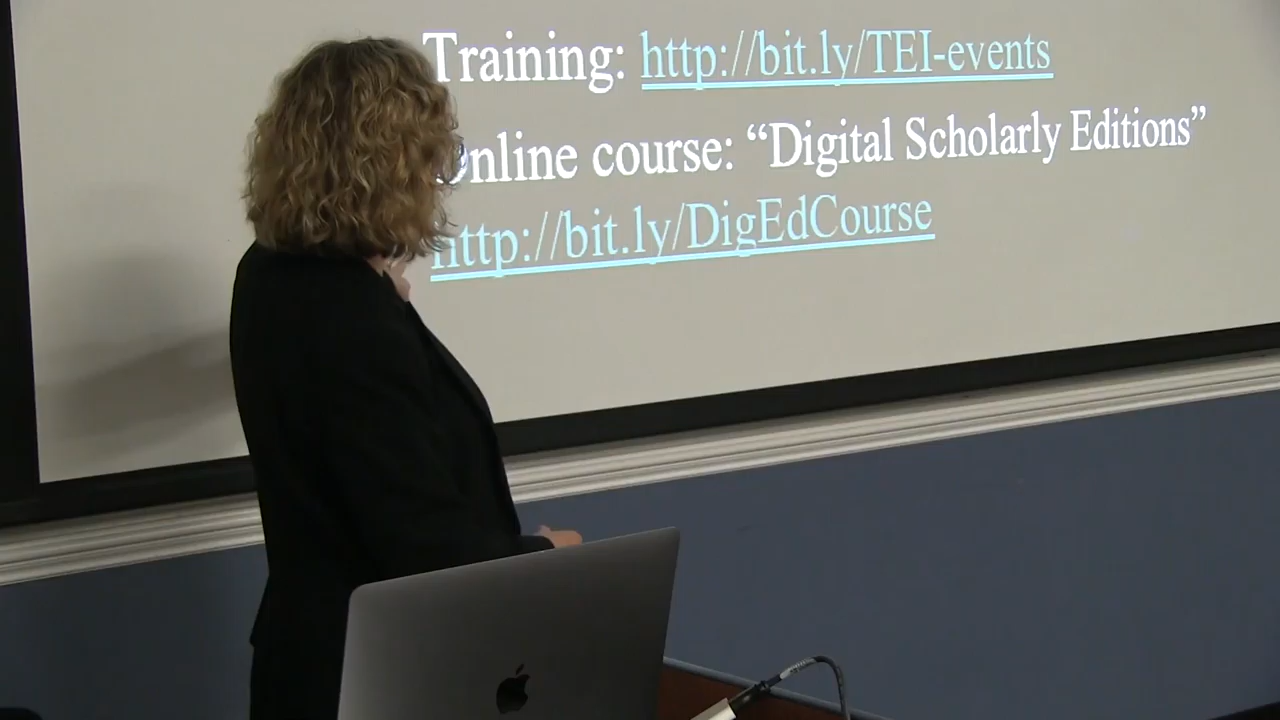 Training: http://bit.ly/TEI-events
Online course: “Digital Scholarly Editions”
http://bit.ly/DigEdCourse